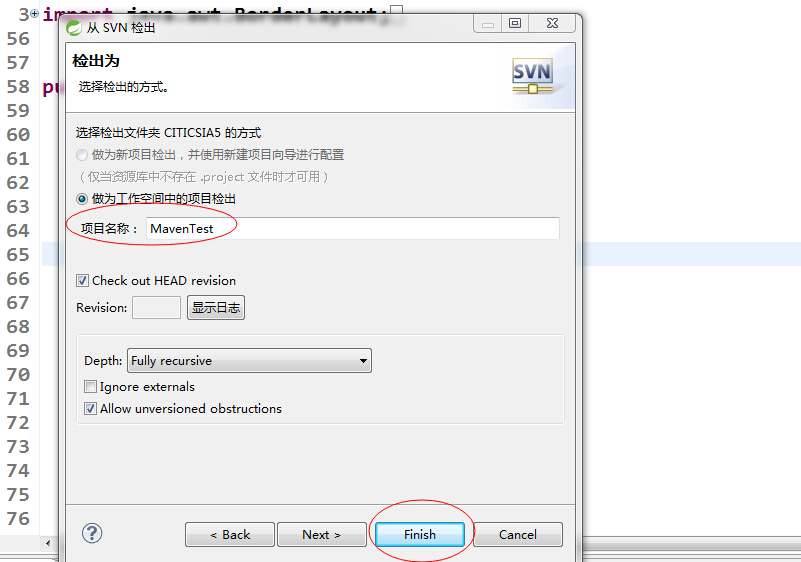 3 import java.awt.BorderLayout;
从 SVN 检出
56
57
检出为
选择检出的方式。
SVN
58 pu
59
60
选择检出文件夹 CITICSIA5 的方式
61
做为新项目检出，并使用新建项目向导进行配置
62
（仅当资源库中不存在 .project 文件时才可用）
63
做为工作空间中的项目检出
64
项目名称： MavenTest
65
66
Check out HEAD revision
67
Revision: 显示日志
68
69
Depth: Fully recursive
70
71
Ignore externals
72
Allow unversioned obstructions
73
74
75
76
? < Back Next > Finish Cancel